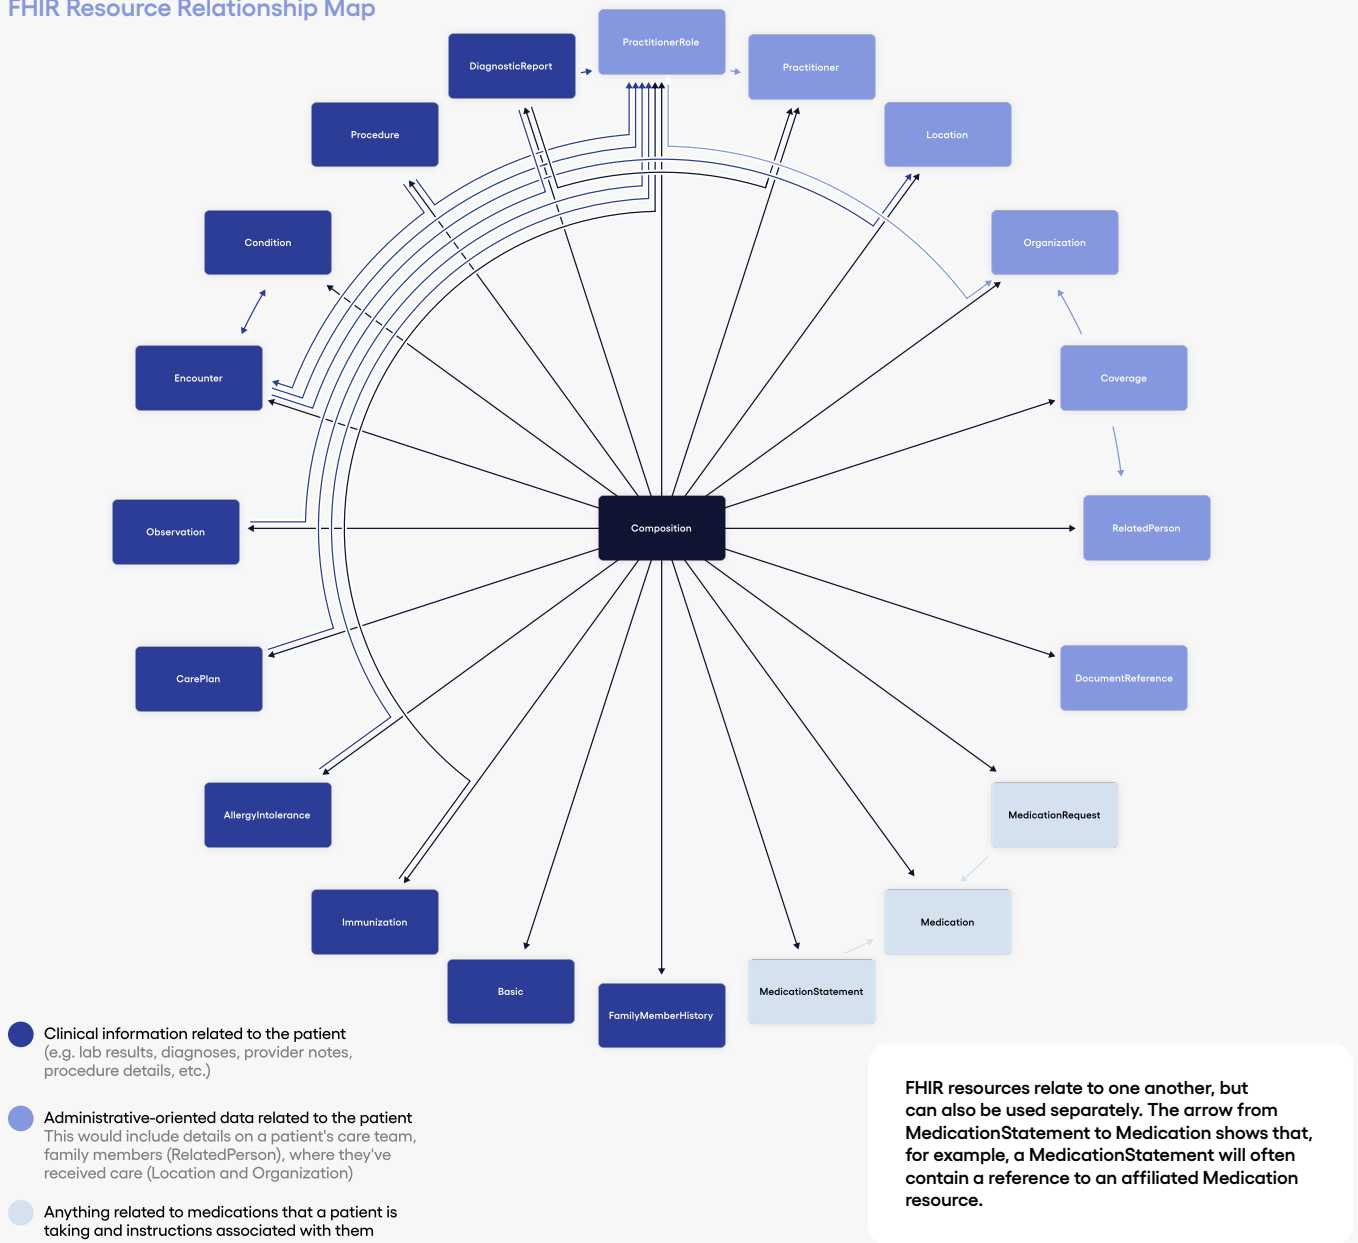 FHIR Resource Relationship Map
PractitionerRole
DiagnosticReport
Practitioner
Procedure
Location
Condition
Organization
Encounter
Coverage
Composition
Observation
RelatedPerson
CarePlan
DocumentReference
AllergyIntolerance
MedicationRequest
Immunization
Medication
Basic
MedicationStatement
FamilyMemberHistory
Clinical information related to the patient
(e.g. lab results, diagnoses, provider notes,
procedure details, etc.)
Administrative-oriented data related to the patient
This would include details on a patient's care team,
family members (RelatedPerson), where they've
received care (Location and Organization)
Anything related to medications that a patient is
taking and instructions associated with them
FHIR resources relate to one another, but
can also be used separately. The arrow from
MedicationStatement to Medication shows that,
for example, a MedicationStatement will often
contain a reference to an affiliated Medication
resource.